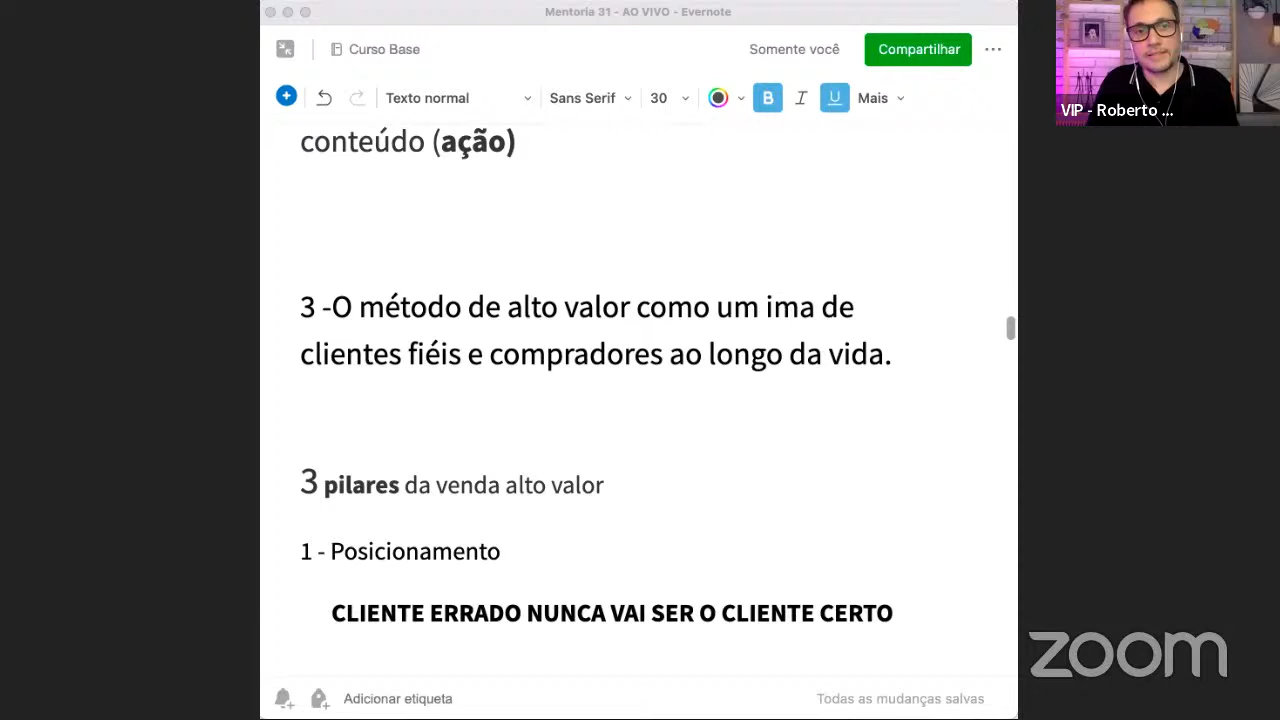 Mentoria 31 - AO VIVO - Evernote
Curso Base
Somente você
Compartilhar
Texto normal
Sans Serif
30
B
I
U
Mais
VIP - Roberto ...
conteúdo (ação)
3 -O método de alto valor como um ima de
clientes fiéis e compradores ao longo da vida.
3 pilares da venda alto valor
1 - Posicionamento
CLIENTE ERRADO NUNCA VAI SER O CLIENTE CERTO
zoom
Adicionar etiqueta
Todas as mudanças salvas